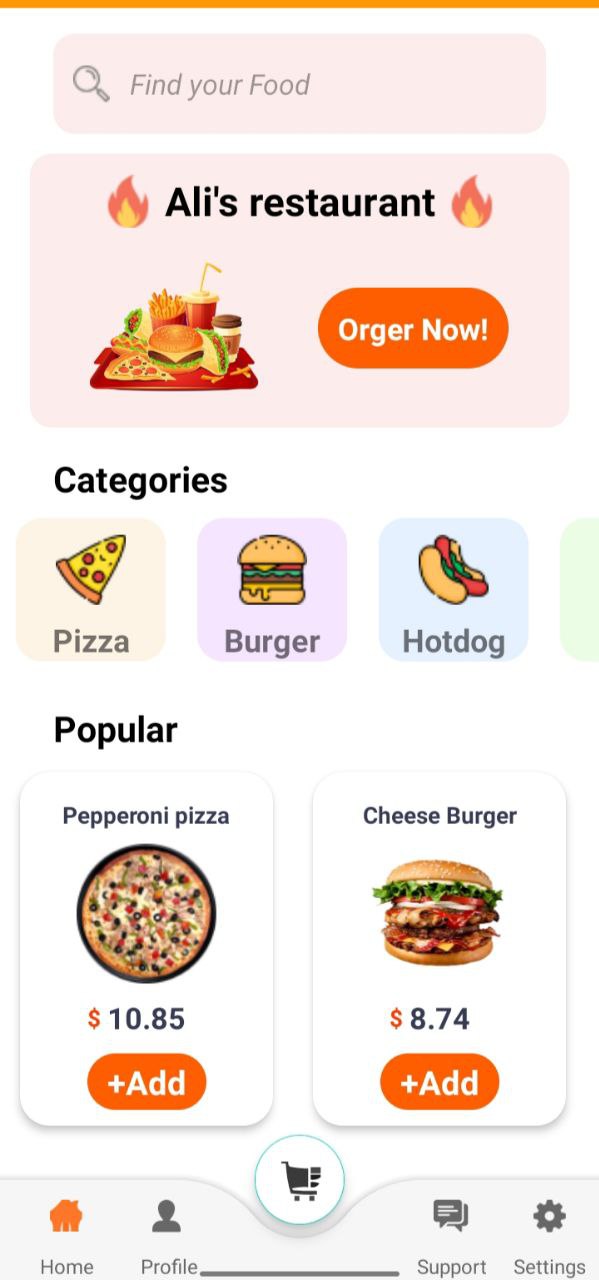 Find your Food
Ali's restaurant
Orger Now!
Categories
Pizza Burger Hotdog
Popular
Pepperoni pizza Cheese Burger
$ 10.85 $ 8.74
+Add +Add
Home Profile Support Settings